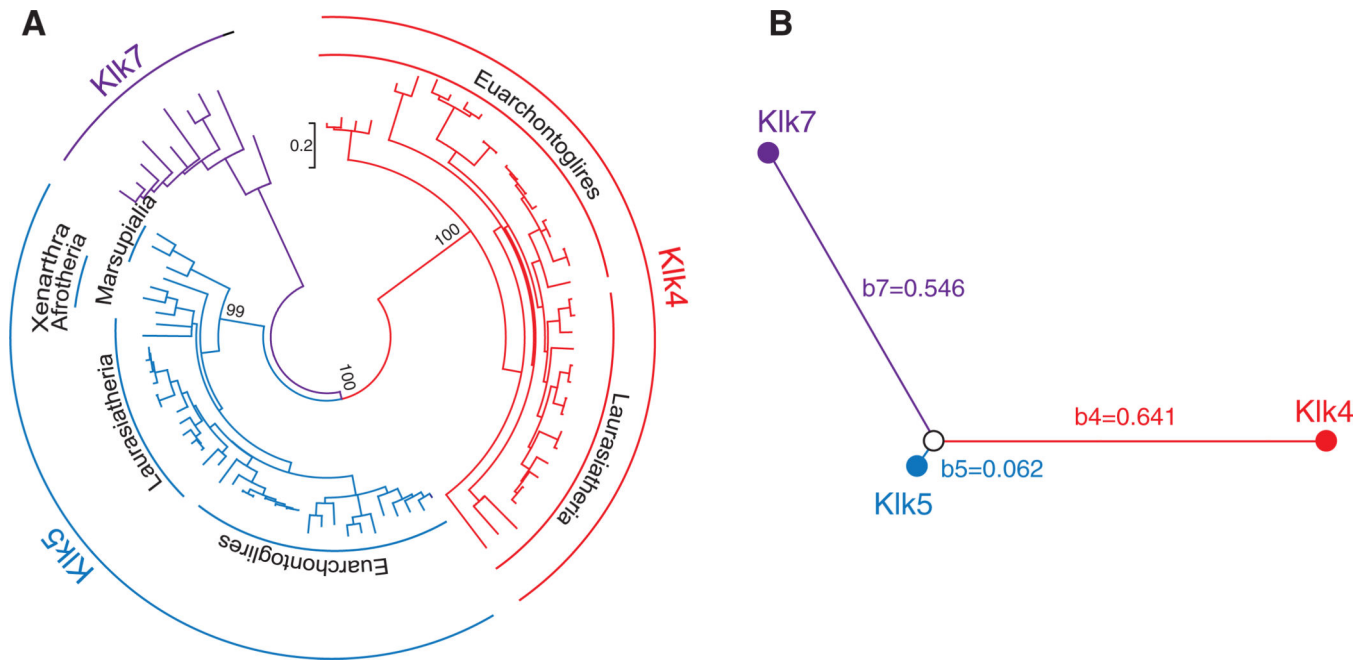 A
Klk7
0.2
Euarchontoglires
100
Klk4
Marsupialia
Xenarthra
Afrotheria
99
100
Laurasiatheria
Laurasiatheria
Euarchontoglires
Klk5
B
Klk7
b7=0.546
b4=0.641
Klk4
b5=0.062
Klk5